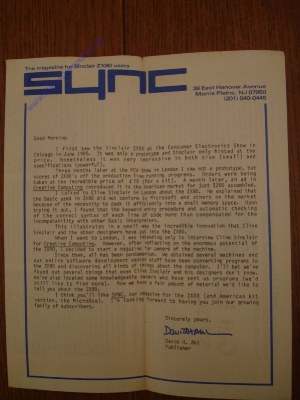 The magazine for Sinclair ZX80 users
SYNC
39 East Hanover Avenue
Morris Plains, NJ 07950
(201) 540-0445
Good Morning:
I first saw the Sinclair ZX80 at the Consumer Electronics Show in
Chicago in June 1980. It was only a prototype and Sinclair only hinted at the
price. Nonetheless it was very impressive in both size (small) and
specifications (powerful).
Three months later at the PCW Show in London I saw not a prototype, but
scores of ZX80's off the production line running programs. Orders were being
taken at the incredible price of for a kit. A month later, an ad in
Creative Computing introduced it to the American market for just $200 assembled.
I talked to Clive Sinclair in London about the ZX80. He explained that
the Basic used in ZX80 did not conform to Microsoft and others on the market
because of the necessity to pack it efficiently into a small memory space. Upon
trying it out, I found that the keyword entry procedure and automatic checking
of the correct syntax of each line of code more than compensated for the
incompatibility with other Basic interpreters.
This illustrates in a small way the incredible innovation that Clive
Sinclair and the other designers have put into the ZX80.
When I went to London, I was thinking only to interview Clive Sinclair
for Creative Computing. However, after reflecting on the enormous potential of
the ZX80, I decided to start a magazine for owners of the machine.
Since then, all has been pandemonium. We obtained several machines and
our entire software development center staff have been converting programs to
the ZX80 and discovering all kinds of things about the computer. (I'll bet we've
found out several things that even Clive Sinclair and his designers don't know.
We've also located some knowledgeable owners who have sent us programs (we'd
still like to find more). Now we have a fair amount of material we'd like to
tell you about the ZX80.
I think you'll like SYNC, our magazine for the ZX80 (and American kit
version, the MicroAce). I'm looking forward to having you join our growing
family of subscribers.
Sincerely yours,
David H. Ahl
Publisher